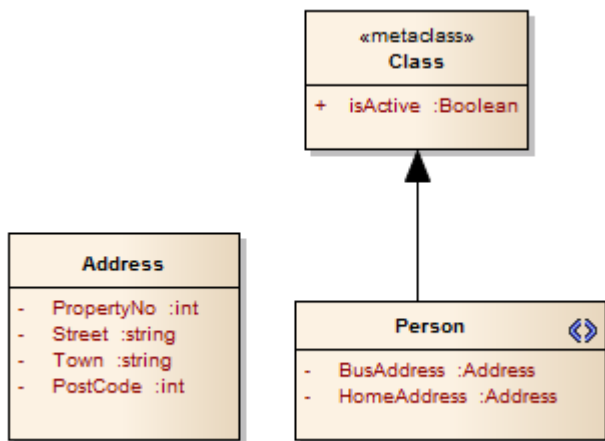 «metaclass»
Class
+ isActive :Boolean
Address
- PropertyNo :int
- Street :string
- Town :string
- PostCode :int
Person
- BusAddress :Address
- HomeAddress :Address